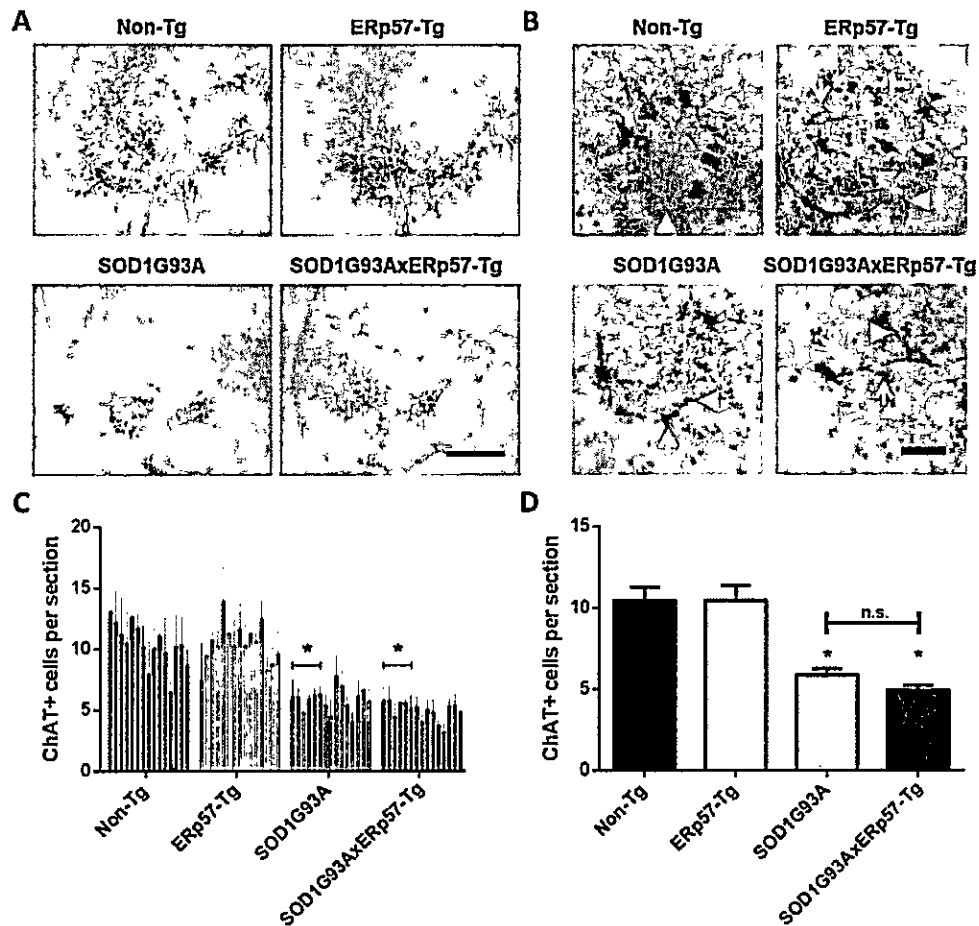 A
Non-Tg
ERp57-Tg
SOD1G93A
SOD1G93AxERp57-Tg
B
Non-Tg
ERp57-Tg
SOD1G93A
SOD1G93AxERp57-Tg
C
ChAT+ cells per section
20
15
10
5
0
*
*
Non-Tg
ERp57-Tg
SOD1G93A
SOD1G93AxERp57-Tg
D
ChAT+ cells per section
15
10
5
0
n.s.
*
*
Non-Tg
ERp57-Tg
SOD1G93A
SOD1G93AxERp57-Tg